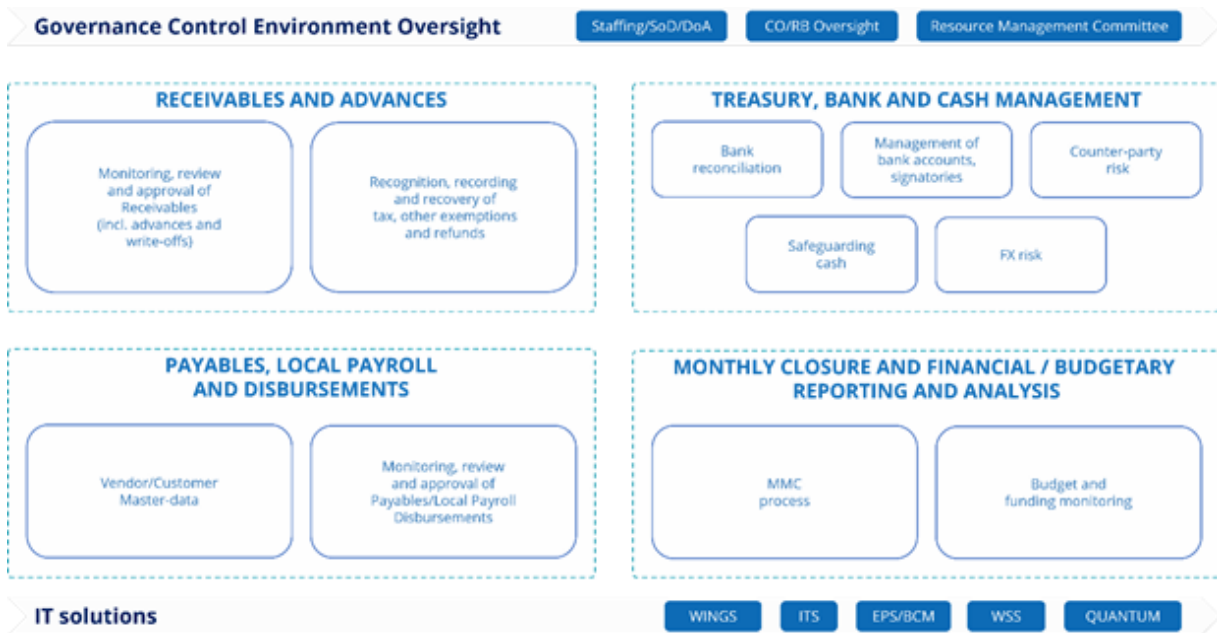 Governance Control Environment Oversight
Staffing/SoD/DoA
CO/RB Oversight
Resource Management Committee
RECEIVABLES AND ADVANCES
Monitoring, review
and approval of
Receivables
(incl. advances and
write-offs)
Recognition, recording
and recovery of
tax, other exemptions
and refunds
TREASURY, BANK AND CASH MANAGEMENT
Bank
reconciliation
Management of
bank accounts,
signatories
Counter-party
risk
Safeguarding
cash
FX risk
PAYABLES, LOCAL PAYROLL
AND DISBURSEMENTS
Vendor/Customer
Master-data
Monitoring, review
and approval of
Payables/Local Payroll
Disbursements
MONTHLY CLOSURE AND FINANCIAL / BUDGETARY
REPORTING AND ANALYSIS
MMC
process
Budget and
funding monitoring
IT solutions
WINGS
ITS
EPS/BCM
WSS
QUANTUM